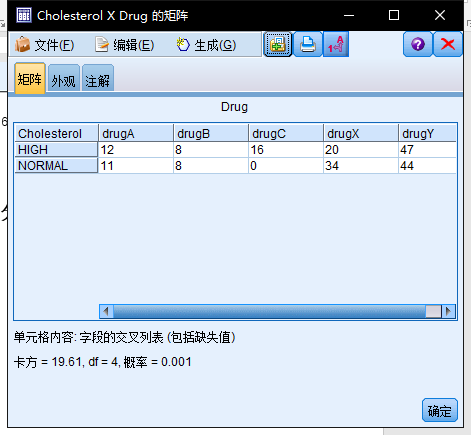 Cholesterol X Drug 的矩阵
文件(F) 编辑(E) 生成(G)
矩阵 外观 注解
Drug
Cholesterol drugA drugB drugC drugX drugY
HIGH 12 8 16 20 47
NORMAL 11 8 0 34 44
单元格内容: 字段的交叉列表 (包括缺失值)
卡方 = 19.61, df = 4, 概率 = 0.001
确定